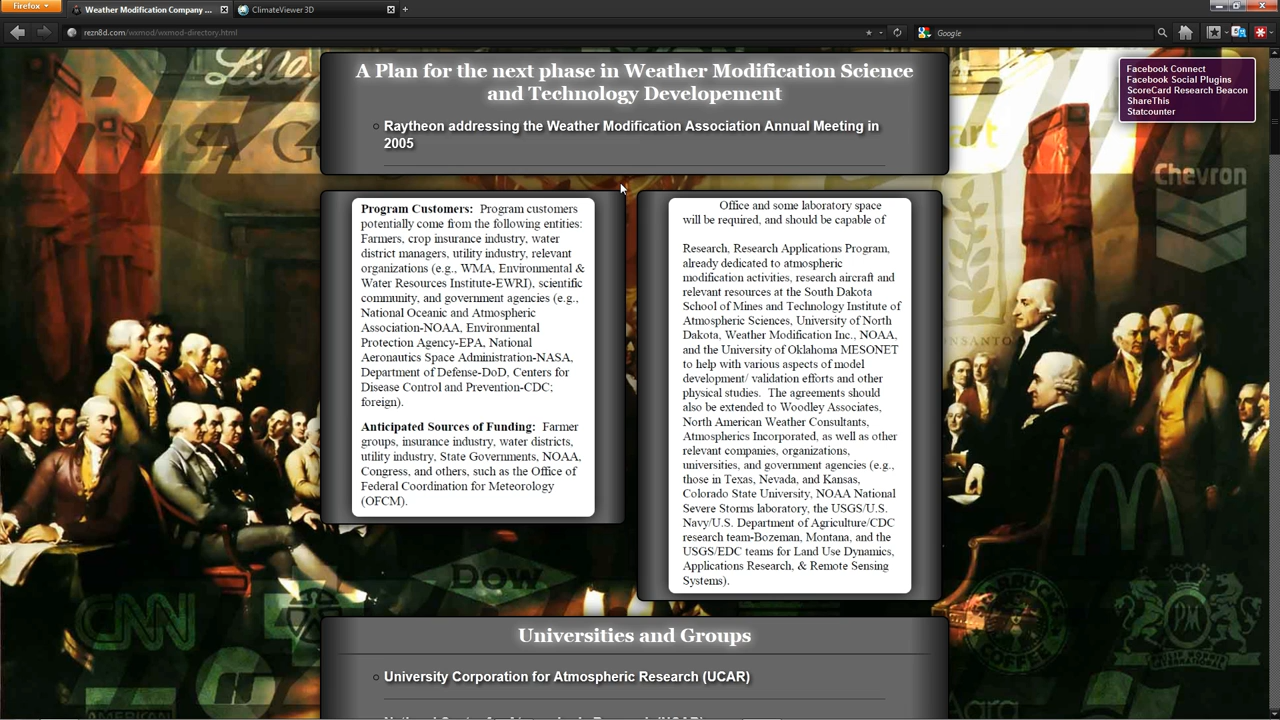 Firefox
Weather Modification Company ...
ClimateViewer 3D
rezn8d.com/wxmod/wxmod-directory.html
Google
A Plan for the next phase in Weather Modification Science
and Technology Developement
Raytheon addressing the Weather Modification Association Annual Meeting in
2005
Facebook Connect
Facebook Social Plugins
ScoreCard Research Beacon
ShareThis
Statcounter
Program Customers: Program customers
potentially come from the following entities:
Farmers, crop insurance industry, water
district managers, utility industry, relevant
organizations (e.g., WMA, Environmental &
Water Resources Institute-EWRI), scientific
community, and government agencies (e.g.,
National Oceanic and Atmospheric
Association-NOAA, Environmental
Protection Agency-EPA, National
Aeronautics Space Administration-NASA,
Department of Defense-DoD, Centers for
Disease Control and Prevention-CDC;
foreign).
Anticipated Sources of Funding: Farmer
groups, insurance industry, water districts,
utility industry, State Governments, NOAA,
Congress, and others, such as the Office of
Federal Coordination for Meteorology
(OFCM).
Office and some laboratory space
will be required, and should be capable of
Research, Research Applications Program,
already dedicated to atmospheric
modification activities, research aircraft and
relevant resources at the South Dakota
School of Mines and Technology Institute of
Atmospheric Sciences, University of North
Dakota, Weather Modification Inc., NOAA,
and the University of Oklahoma MESONET
to help with various aspects of model
development/ validation efforts and other
physical studies. The agreements should
also be extended to Woodley Associates,
North American Weather Consultants,
Atmospherics Incorporated, as well as other
relevant companies, organizations,
universities, and government agencies (e.g.,
those in Texas, Nevada, and Kansas,
Colorado State University, NOAA National
Severe Storms laboratory, the USGS/U.S.
Navy/U.S. Department of Agriculture/CDC
research team-Bozeman, Montana, and the
USGS/EDC teams for Land Use Dynamics,
Applications Research, & Remote Sensing
Systems).
Universities and Groups
University Corporation for Atmospheric Research (UCAR)
VISA
Chevron
MONSANTO
DOW
CNN
COFFEE
PM
AMERICAN